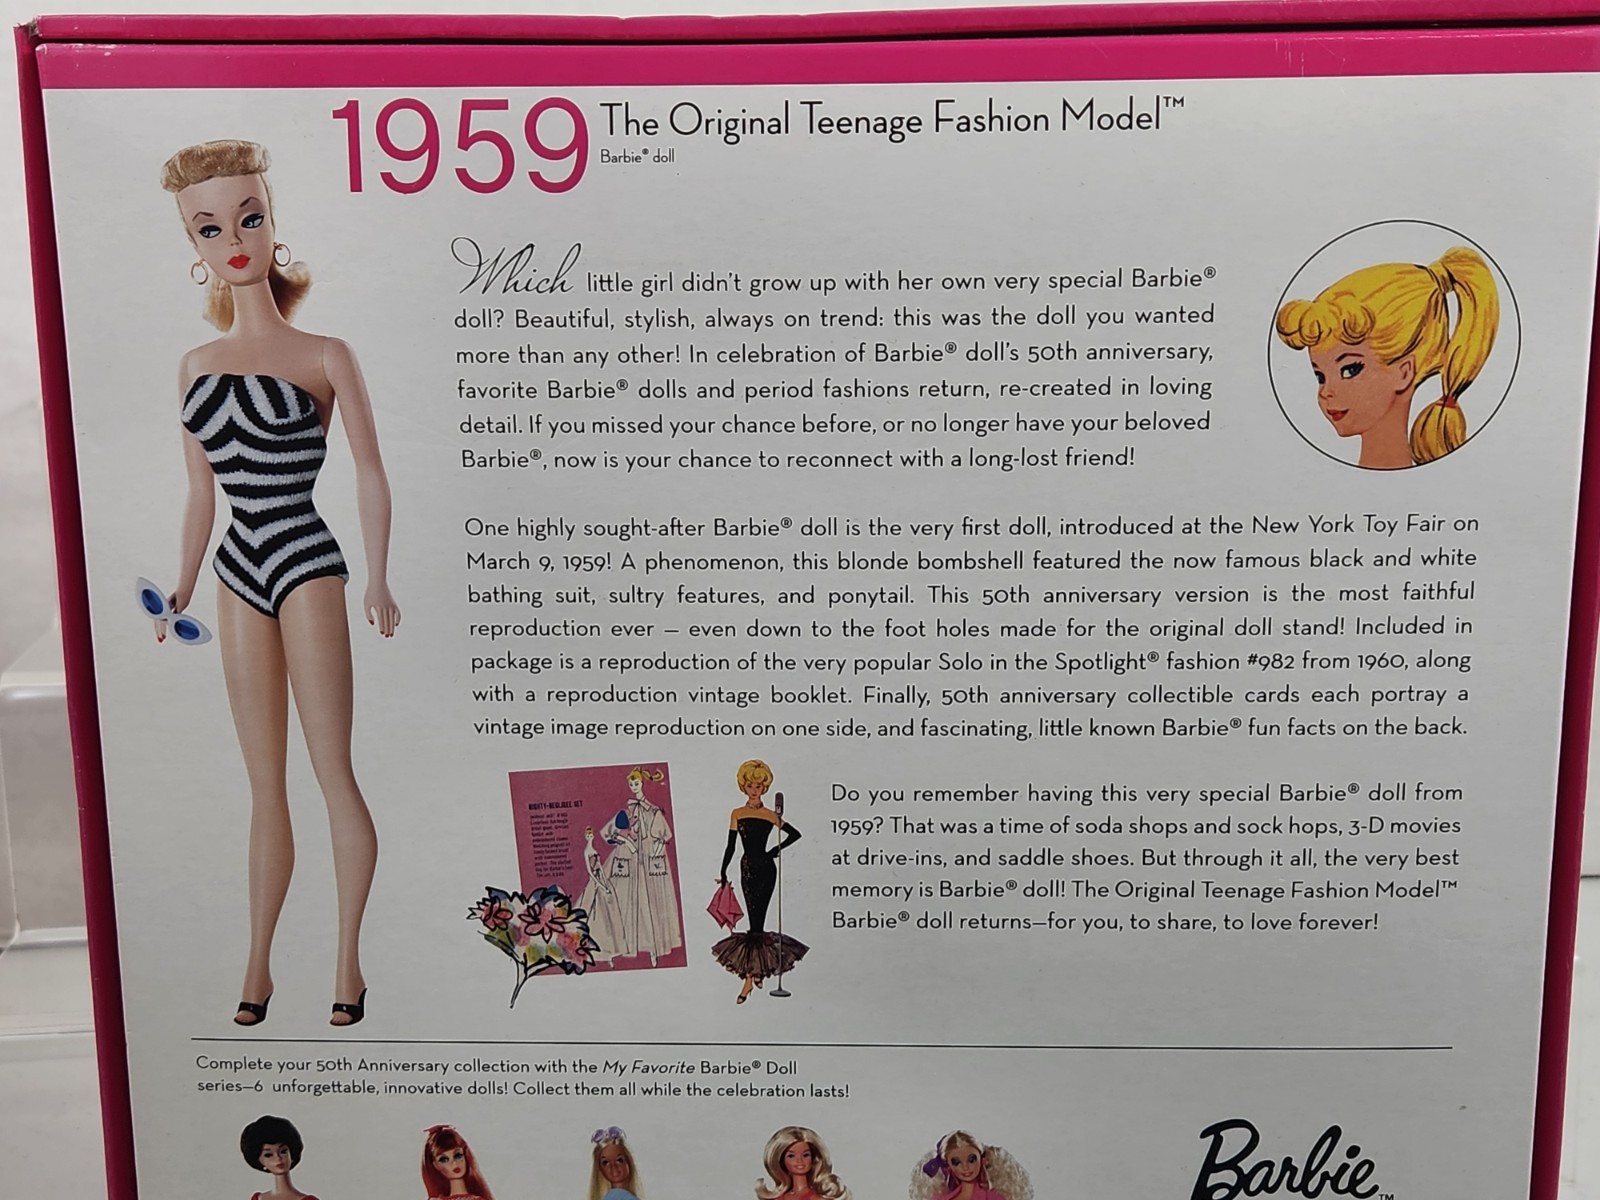 1959 The Original Teenage Fashion Model™
Barbie® doll
Which little girl didn't grow up with her own very special Barbie®
doll? Beautiful, stylish, always on trend: this was the doll you wanted
more than any other! In celebration of Barbie® doll's 50th anniversary,
favorite Barbie® dolls and period fashions return, re-created in loving
detail. If you missed your chance before, or no longer have your beloved
Barbie®, now is your chance to reconnect with a long-lost friend!
One highly sought-after Barbie® doll is the very first doll, introduced at the New York Toy Fair on
March 9, 1959! A phenomenon, this blonde bombshell featured the now famous black and white
bathing suit, sultry features, and ponytail. This 50th anniversary version is the most faithful
reproduction ever – even down to the foot holes made for the original doll stand! Included in
package is a reproduction of the very popular Solo in the Spotlight® fashion #982 from 1960, along
with a reproduction vintage booklet. Finally, 50th anniversary collectible cards each portray a
vintage image reproduction on one side, and fascinating, little known Barbie® fun facts on the back.
NIGHTY-NEGLIGEE SET
Do you remember having this very special Barbie® doll from
1959? That was a time of soda shops and sock hops, 3-D movies
at drive-ins, and saddle shoes. But through it all, the very best
memory is Barbie® doll! The Original Teenage Fashion Model™
Barbie® doll returns—for you, to share, to love forever!
Complete your 50th Anniversary collection with the My Favorite Barbie® Doll
series—6 unforgettable, innovative dolls! Collect them all while the celebration lasts!
Barbie™